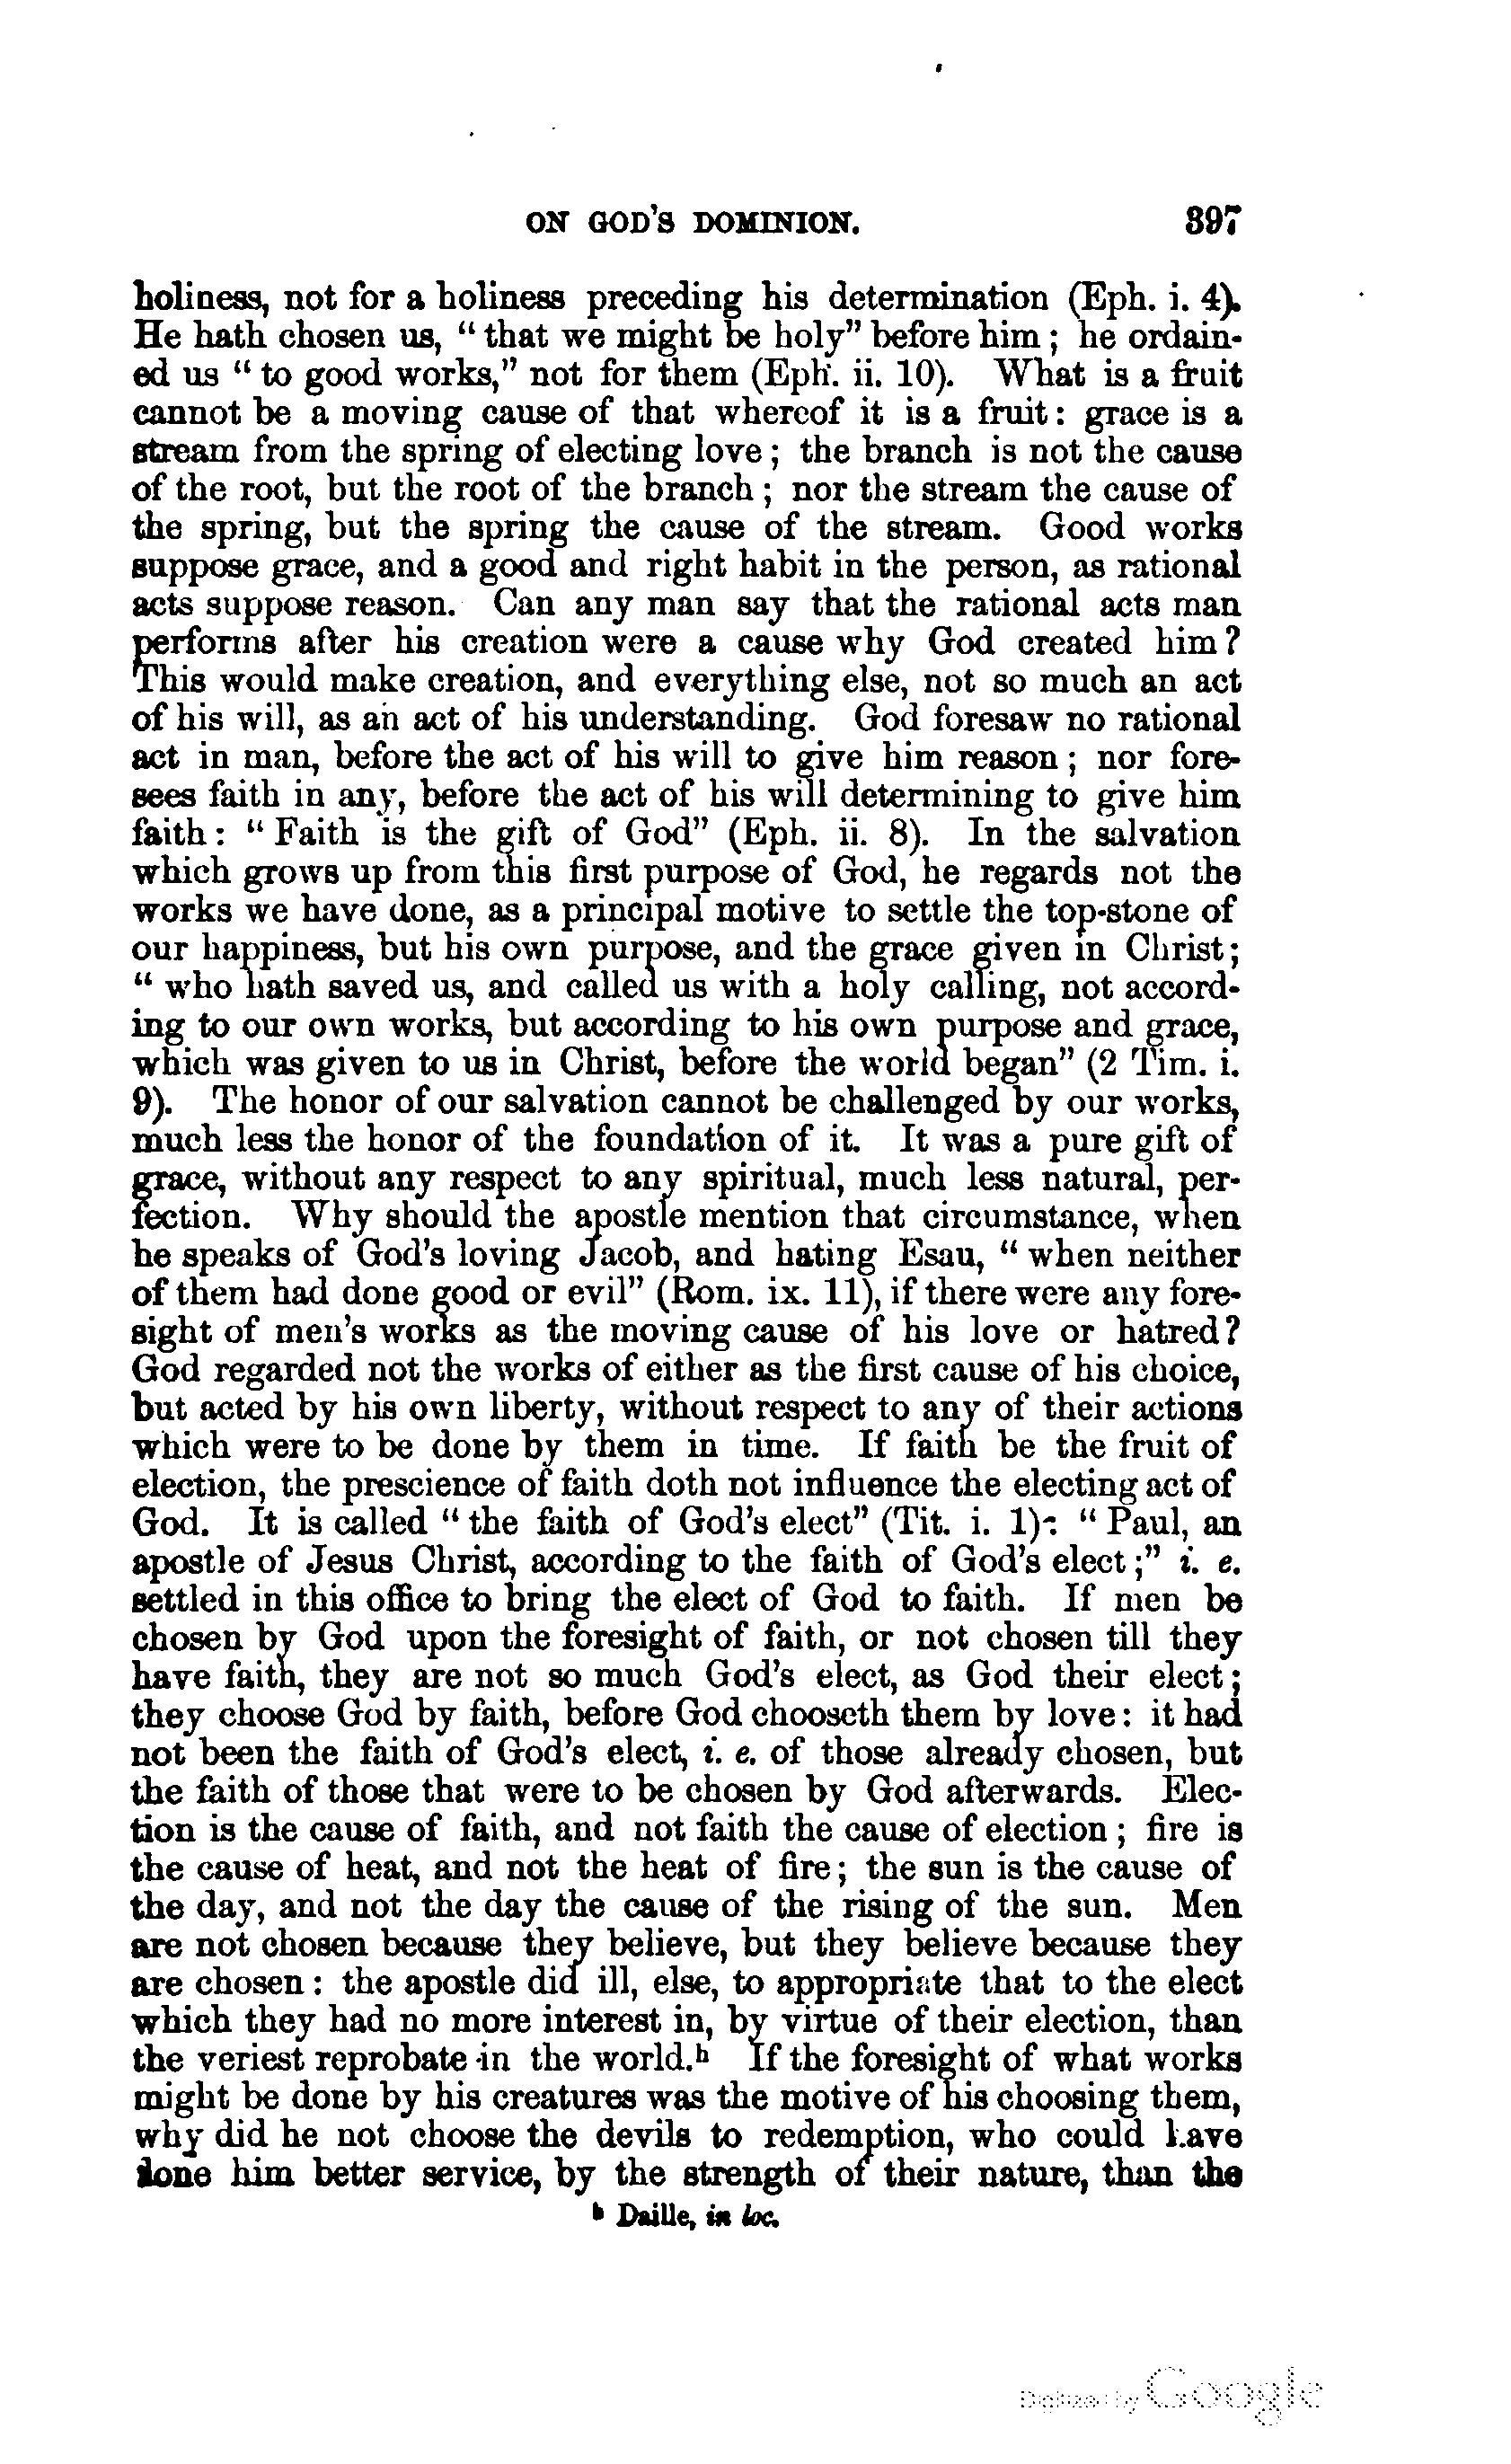 ON GOD'S DOMINION. 397
holiness, not for a holiness preceding his determination (Eph. i. 4).
He hath chosen us, “ that we might be holy” before him ; he ordain-
ed us “ to good works,” not for them (Eph. ii. 10). What is a fruit
cannot be a moving cause of that whereof it is a fruit : grace is a
stream from the spring of electing love ; the branch is not the cause
of the root, but the root of the branch ; nor the stream the cause of
the spring, but the spring the cause of the stream. Good works
suppose grace, and a good and right habit in the person, as rational
acts suppose reason. Can any man say that the rational acts man
performs after his creation were a cause why God created him ?
This would make creation, and everything else, not so much an act
of his will, as an act of his understanding. God foresaw no rational
act in man, before the act of his will to give him reason ; nor fore-
sees faith in any, before the act of his will determining to give him
faith : “ Faith is the gift of God” (Eph. ii. 8). In the salvation
which grows up from this first purpose of God, he regards not the
works we have done, as a principal motive to settle the top-stone of
our happiness, but his own purpose, and the grace given in Christ ;
“ who hath saved us, and called us with a holy calling, not accord-
ing to our own works, but according to his own purpose and grace,
which was given to us in Christ, before the world began” (2 Tim. i.
9). The honor of our salvation cannot be challenged by our works,
much less the honor of the foundation of it. It was a pure gift of
grace, without any respect to any spiritual, much less natural, per-
fection. Why should the apostle mention that circumstance, when
he speaks of God's loving Jacob, and hating Esau, “ when neither
of them had done good or evil” (Rom. ix. 11), if there were any fore-
sight of men's works as the moving cause of his love or hatred ?
God regarded not the works of either as the first cause of his choice,
but acted by his own liberty, without respect to any of their actions
which were to be done by them in time. If faith be the fruit of
election, the prescience of faith doth not influence the electing act of
God. It is called “ the faith of God's elect” (Tit. i. 1): “ Paul, an
apostle of Jesus Christ, according to the faith of God's elect ;” i. e.
settled in this office to bring the elect of God to faith. If men be
chosen by God upon the foresight of faith, or not chosen till they
have faith, they are not so much God's elect, as God their elect ;
they choose God by faith, before God chooseth them by love : it had
not been the faith of God's elect, i. e. of those already chosen, but
the faith of those that were to be chosen by God afterwards. Elec-
tion is the cause of faith, and not faith the cause of election ; fire is
the cause of heat, and not the heat of fire ; the sun is the cause of
the day, and not the day the cause of the rising of the sun. Men
are not chosen because they believe, but they believe because they
are chosen : the apostle did ill, else, to appropriate that to the elect
which they had no more interest in, by virtue of their election, than
the veriest reprobate in the world.ʰ If the foresight of what works
might be done by his creatures was the motive of his choosing them,
why did he not choose the devils to redemption, who could have
done him better service, by the strength of their nature, than the
ʰ Daille, in loc.
Digitized by Google